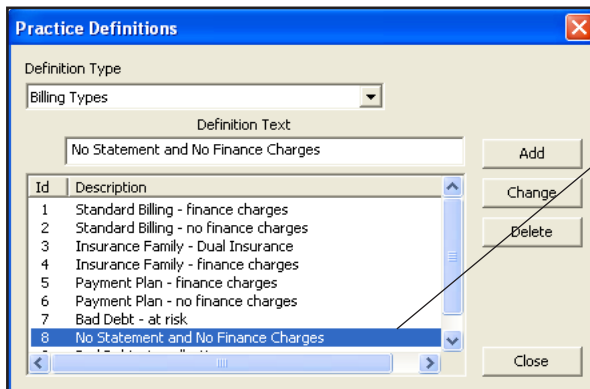 Practice Definitions
Definition Type
Billing Types
Definition Text
No Statement and No Finance Charges
Add
Id Description
Change
1 Standard Billing - finance charges
2 Standard Billing - no finance charges
Delete
3 Insurance Family - Dual Insurance
4 Insurance Family - finance charges
5 Payment Plan - finance charges
6 Payment Plan - no finance charges
7 Bad Debt - at risk
8 No Statement and No Finance Charges
Close